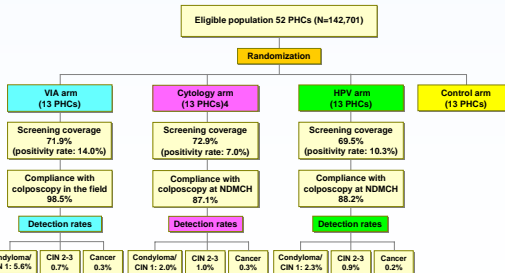 Eligible population 52 PHCs (N=142,701)
Randomization
VIA arm
(13 PHCs)
Cytology arm
(13 PHCs)4
HPV arm
(13 PHCs)
Control arm
(13 PHCs)
Screening coverage
71.9%
(positivity rate: 14.0%)
Screening coverage
72.9%
(positivity rate: 7.0%)
Screening coverage
69.5%
(positivity rate: 10.3%)
Compliance with
colposcopy in the field
98.5%
Compliance with
colposcopy at NDMCH
87.1%
Compliance with
colposcopy at NDMCH
88.2%
Detection rates
Detection rates
Detection rates
ndyloma/
CIN 1: 5.6%
CIN 2-3
0.7%
Cancer
0.3%
Condyloma/
CIN 1: 2.0%
CIN 2-3
1.0%
Cancer
0.3%
Condyloma/
CIN 1: 2.3%
CIN 2-3
0.9%
Cancer
0.2%